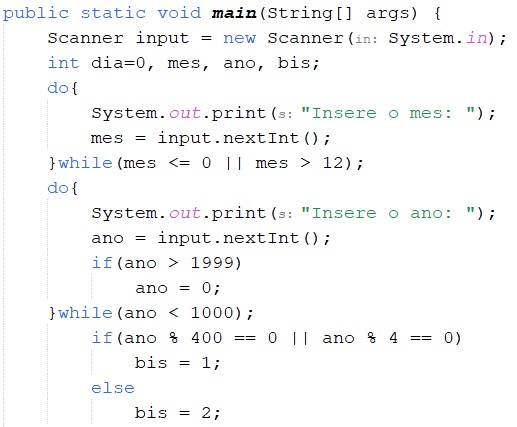 public static void main(String[] args) {
Scanner input = new Scanner(in: System.in);
int dia=0, mes, ano, bis;
do{
System.out.print(s: "Insere o mes: ");
mes = input.nextInt();
}while(mes <= 0 || mes > 12);
do{
System.out.print(s: "Insere o ano: ");
ano = input.nextInt();
if(ano > 1999)
ano = 0;
}while(ano < 1000);
if(ano % 400 == 0 || ano % 4 == 0)
bis = 1;
else
bis = 2;